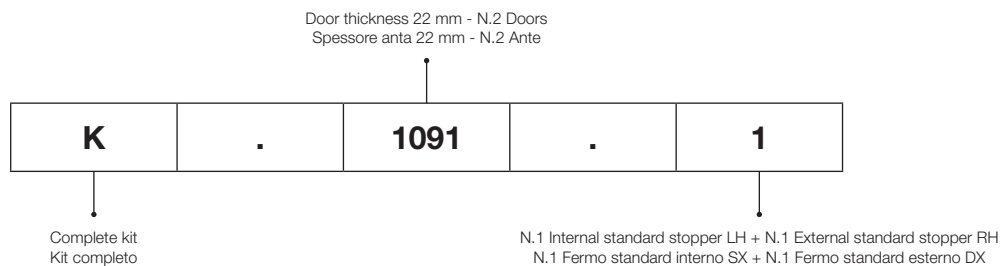 Door thickness 22 mm - N.2 Doors
Spessore anta 22 mm - N.2 Ante
K . 1091 . 1
Complete kit
Kit completo
N.1 Internal standard stopper LH + N.1 External standard stopper RH
N.1 Fermo standard interno SX + N.1 Fermo standard esterno DX